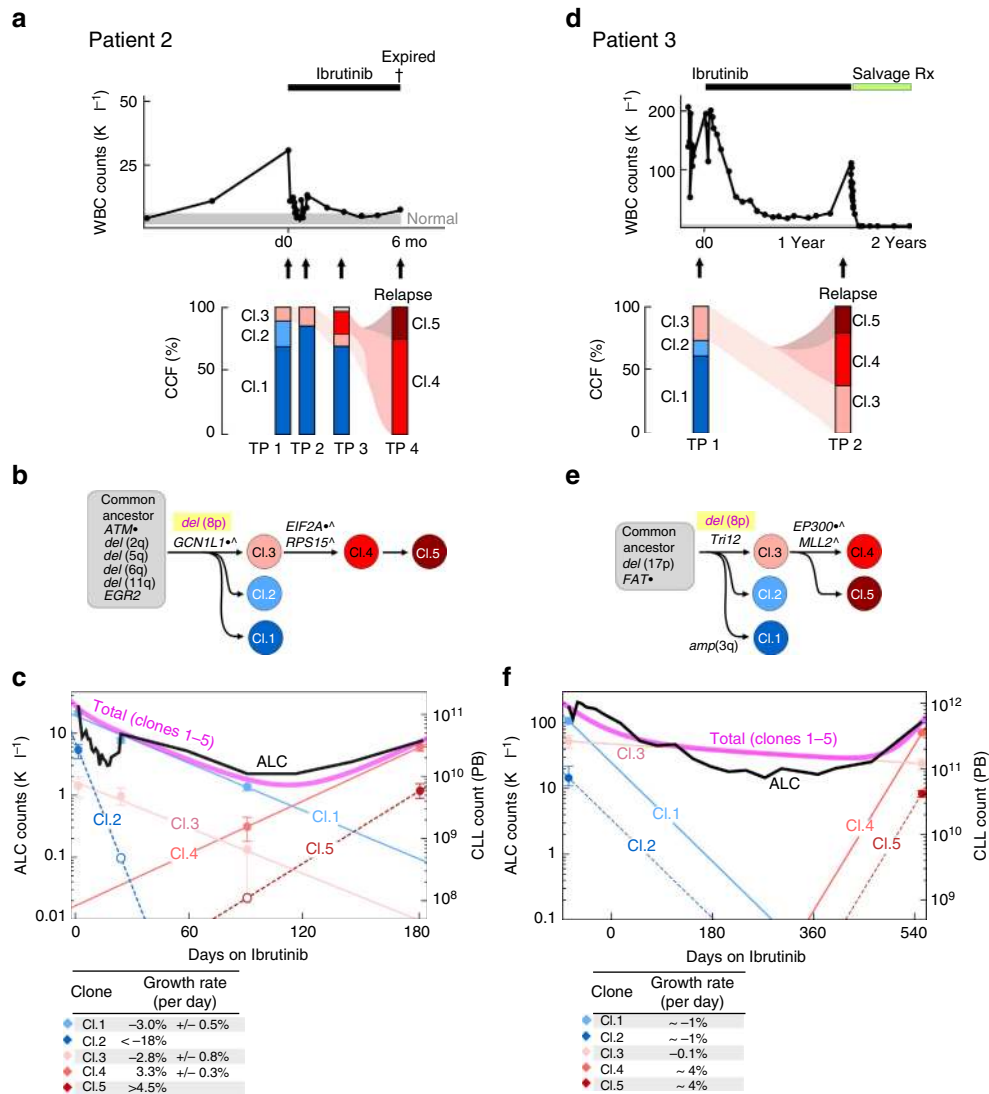 a
Patient 2
Expired
Ibrutinib †
WBC counts (K l⁻¹)
50
25
Normal
d0 6 mo
Relapse
CCF (%)
100
50
0
Cl.3
Cl.2
Cl.1
Cl.5
Cl.4
TP 1 TP 2 TP 3 TP 4
b
Common
ancestor
ATM•
del (2q)
del (5q)
del (6q)
del (11q)
EGR2
del (8p)
GCN1L1•^
EIF2A•^
RPS15^
Cl.3
Cl.4
Cl.5
Cl.2
Cl.1
c
ALC counts (K l⁻¹)
10
1
0.1
0.01
Total (clones 1–5)
ALC
Cl.2
Cl.3
Cl.4
Cl.1
Cl.5
10¹¹
10¹⁰
10⁹
10⁸
CLL count (PB)
0 60 120 180
Days on Ibrutinib
Clone Growth rate
(per day)
Cl.1 –3.0% +/– 0.5%
Cl.2 < –18%
Cl.3 –2.8% +/– 0.8%
Cl.4 3.3% +/– 0.3%
Cl.5 >4.5%
d
Patient 3
Ibrutinib Salvage Rx
WBC counts (K l⁻¹)
200
100
d0 1 Year 2 Years
Relapse
CCF (%)
100
50
0
Cl.3
Cl.2
Cl.1
Cl.5
Cl.4
Cl.3
TP 1 TP 2
e
Common
ancestor
del (17p)
FAT•
del (8p)
Tri12
EP300•^
MLL2^
Cl.3
Cl.4
Cl.2
Cl.5
amp(3q)
Cl.1
f
ALC counts (K l⁻¹)
100
10
1
0.1
Total (clones 1–5)
Cl.3
ALC
Cl.1
Cl.2
Cl.4
Cl.5
10¹²
10¹¹
10¹⁰
10⁹
CLL count (PB)
0 180 360 540
Days on Ibrutinib
Clone Growth rate
(per day)
Cl.1 ~ –1%
Cl.2 ~ –1%
Cl.3 –0.1%
Cl.4 ~ 4%
Cl.5 ~ 4%